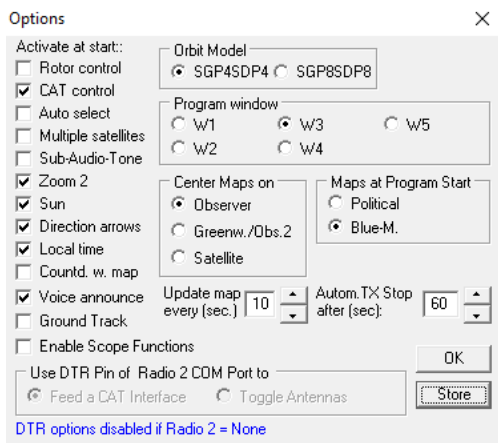 Options
Activate at start::
Rotor control
CAT control
Auto select
Multiple satellites
Sub-Audio-Tone
Zoom 2
Sun
Direction arrows
Local time
Countd. w. map
Voice announce
Ground Track
Enable Scope Functions
Orbit Model
SGP4SDP4 SGP8SDP8
Program window
W1 W3 W5
W2 W4
Center Maps on
Observer
Greenw./Obs.2
Satellite
Maps at Program Start
Political
Blue-M.
Update map
every (sec.) 10
Autom.TX Stop
after (sec): 60
Use DTR Pin of Radio 2 COM Port to
Feed a CAT Interface Toggle Antennas
OK
Store
DTR options disabled if Radio 2 = None